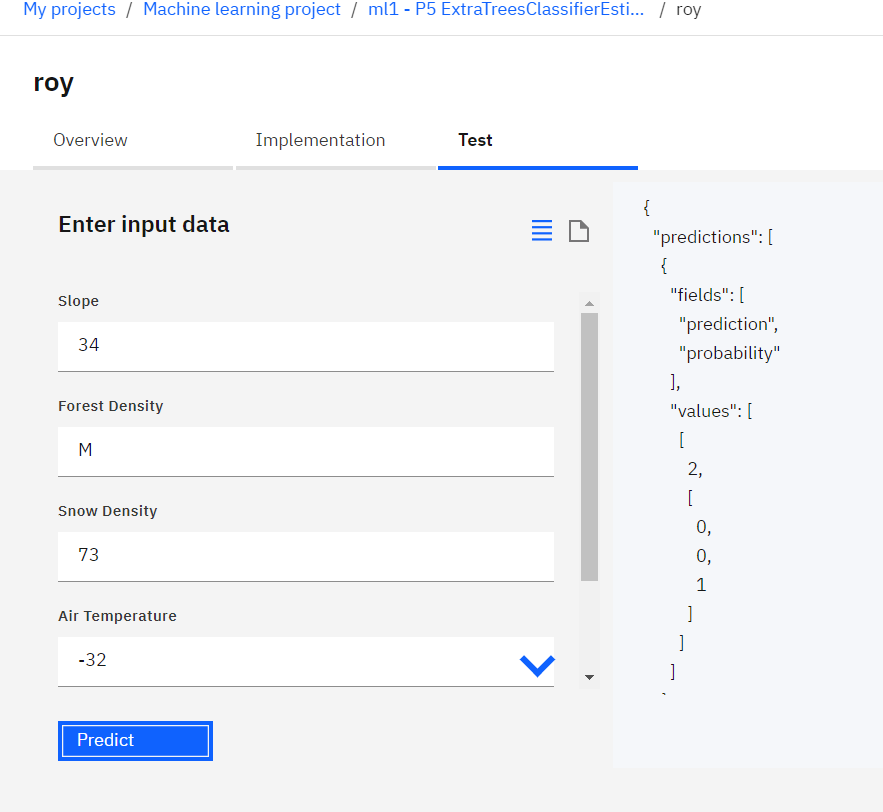 My projects / Machine learning project / ml1 - P5 ExtraTreesClassifierEsti... / roy
roy
Overview
Implementation
Test
Enter input data
Slope
34
Forest Density
M
Snow Density
73
Air Temperature
-32
Predict
{
"predictions": [
{
"fields": [
"prediction",
"probability"
],
"values": [
[
2,
[
0,
0,
1
]
]
]